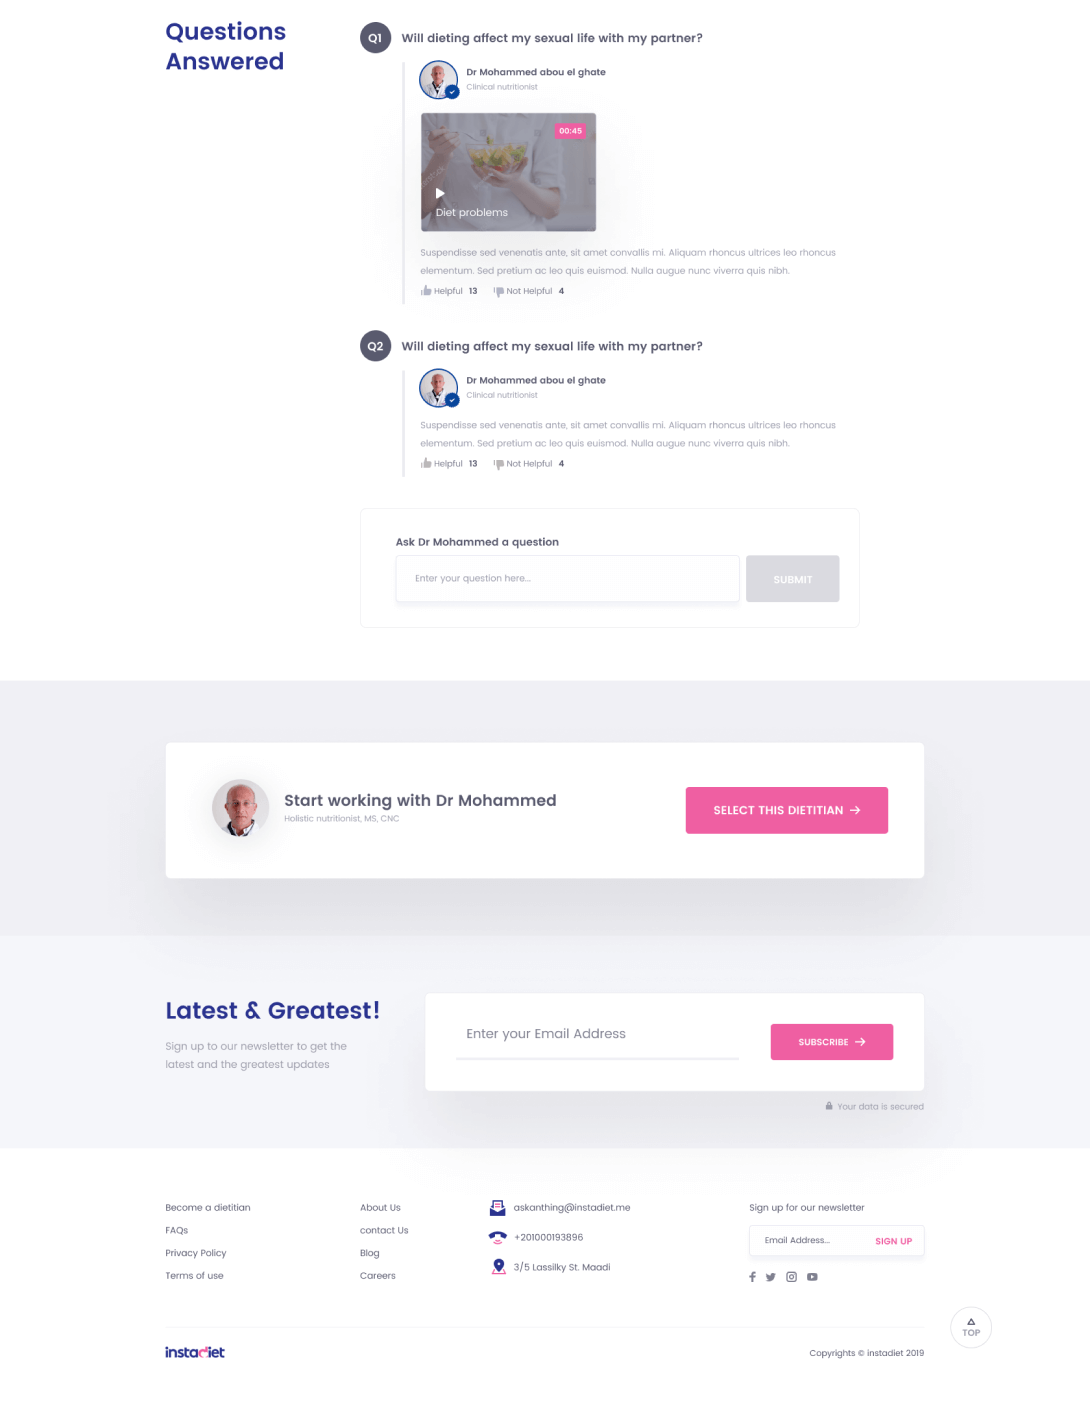 Questions
Answered
Q1
Will dieting affect my sexual life with my partner?
Dr Mohammed abou el ghate
Clinical nutritionist
00:45
Diet problems
Suspendisse sed venenatis ante, sit amet convallis mi. Aliquam rhoncus ultrices leo rhoncus
elementum. Sed pretium ac leo quis euismod. Nulla augue nunc viverra quis nibh.
Helpful 13 Not Helpful 4
Q2
Will dieting affect my sexual life with my partner?
Dr Mohammed abou el ghate
Clinical nutritionist
Suspendisse sed venenatis ante, sit amet convallis mi. Aliquam rhoncus ultrices leo rhoncus
elementum. Sed pretium ac leo quis euismod. Nulla augue nunc viverra quis nibh.
Helpful 13 Not Helpful 4
Ask Dr Mohammed a question
Enter your question here...
SUBMIT
Start working with Dr Mohammed
Holistic nutritionist, MS, CNC
SELECT THIS DIETITIAN →
Latest & Greatest!
Sign up to our newsletter to get the
latest and the greatest updates
Enter your Email Address
SUBSCRIBE →
Your data is secured
Become a dietitian
FAQs
Privacy Policy
Terms of use
About Us
contact Us
Blog
Careers
askanthing@instadiet.me
+201000193896
3/5 Lassilky St. Maadi
Sign up for our newsletter
Email Address...
SIGN UP
TOP
instadiet
Copyrights © instadiet 2019